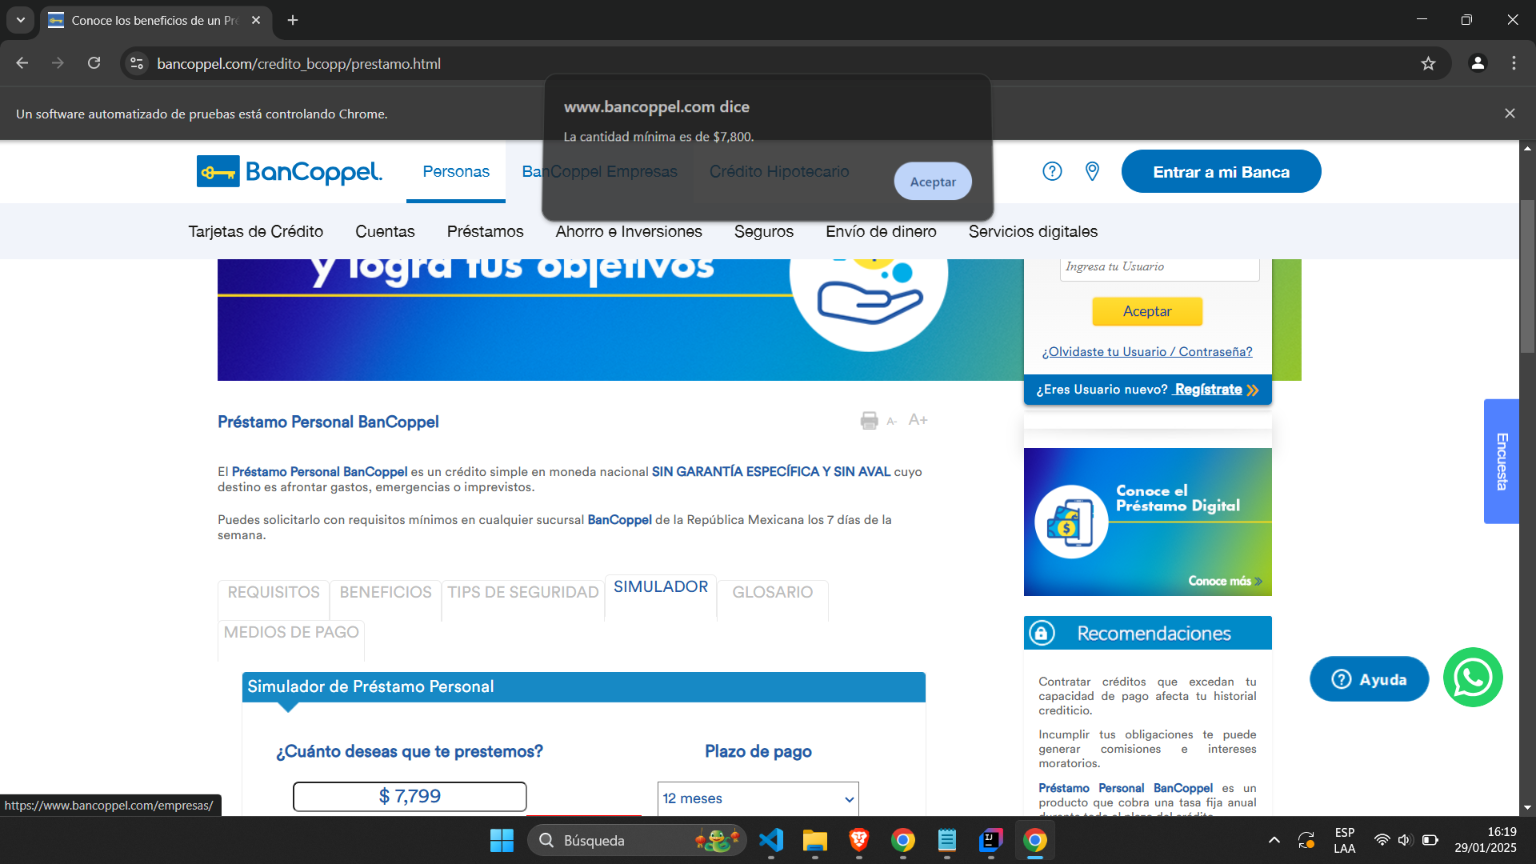 Conoce los beneficios de un Pré
bancoppel.com/credito_bcopp/prestamo.html
Un software automatizado de pruebas está controlando Chrome.
www.bancoppel.com dice
La cantidad mínima es de $7,800.
Aceptar
BanCoppel.
Personas
BanCoppel Empresas
Crédito Hipotecario
Entrar a mi Banca
Tarjetas de Crédito
Cuentas
Préstamos
Ahorro e Inversiones
Seguros
Envío de dinero
Servicios digitales
y logra tus objetivos
Ingresa tu Usuario
Aceptar
¿Olvidaste tu Usuario / Contraseña?
¿Eres Usuario nuevo? Regístrate
Préstamo Personal BanCoppel
A- A+
El Préstamo Personal BanCoppel es un crédito simple en moneda nacional SIN GARANTÍA ESPECÍFICA Y SIN AVAL cuyo
destino es afrontar gastos, emergencias o imprevistos.
Puedes solicitarlo con requisitos mínimos en cualquier sucursal BanCoppel de la República Mexicana los 7 días de la
semana.
Conoce el
Préstamo Digital
Conoce más
Encuesta
REQUISITOS
BENEFICIOS
TIPS DE SEGURIDAD
SIMULADOR
GLOSARIO
MEDIOS DE PAGO
Simulador de Préstamo Personal
¿Cuánto deseas que te prestemos?
Plazo de pago
$ 7,799
12 meses
Recomendaciones
Contratar créditos que excedan tu
capacidad de pago afecta tu historial
crediticio.
Incumplir tus obligaciones te puede
generar comisiones e intereses
moratorios.
Préstamo Personal BanCoppel es un
producto que cobra una tasa fija anual
durante todo el plazo del crédito.
Ayuda
https://www.bancoppel.com/empresas/
Búsqueda
ESP
LAA
16:19
29/01/2025